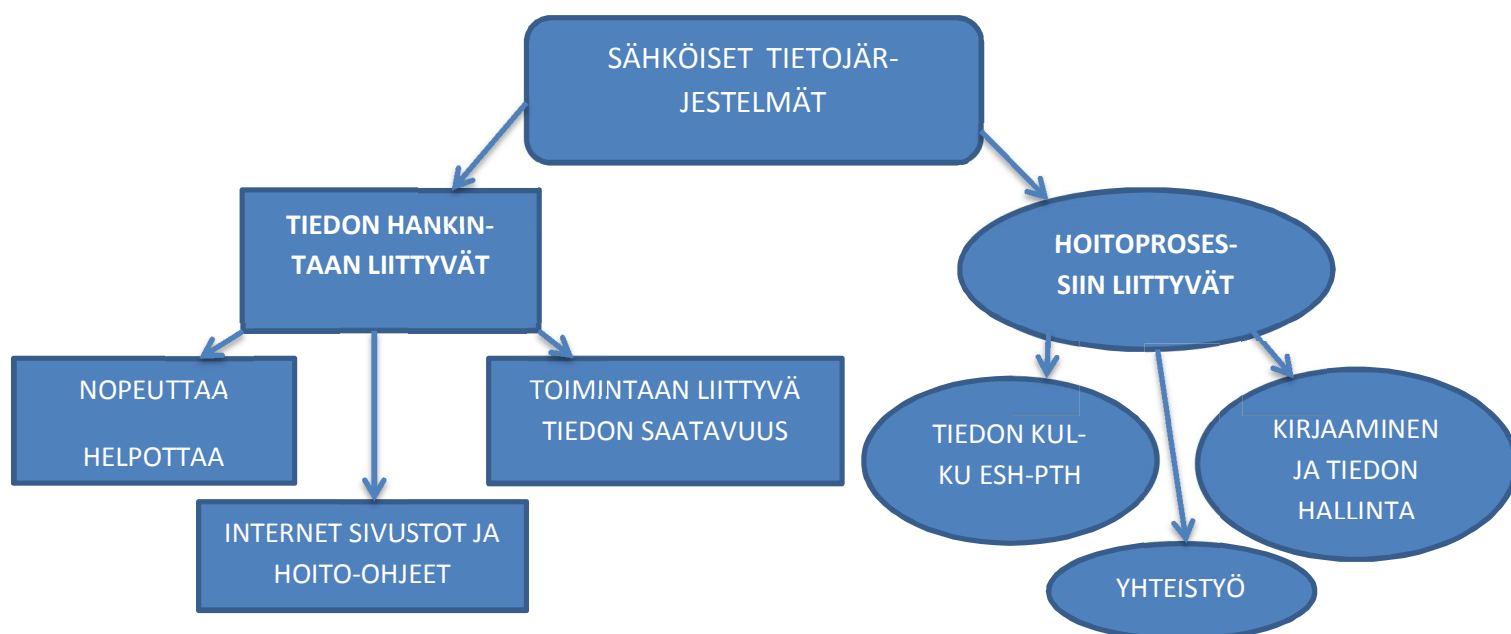 SÄHKÖISET TIETOJÄR-
JESTELMÄT
TIEDON HANKIN-
TAAN LIITTYVÄT
HOITOPROSES-
SIIN LIITTYVÄT
NOPEUTTAA
HELPOTTAA
TOIMINTAAN LIITTYVÄ
TIEDON SAATAVUUS
TIEDON KUL-
KU ESH-PTH
KIRJAAMINEN
JA TIEDON
HALLINTA
INTERNET SIVUSTOT JA
HOITO-OHJEET
YHTEISTYÖ